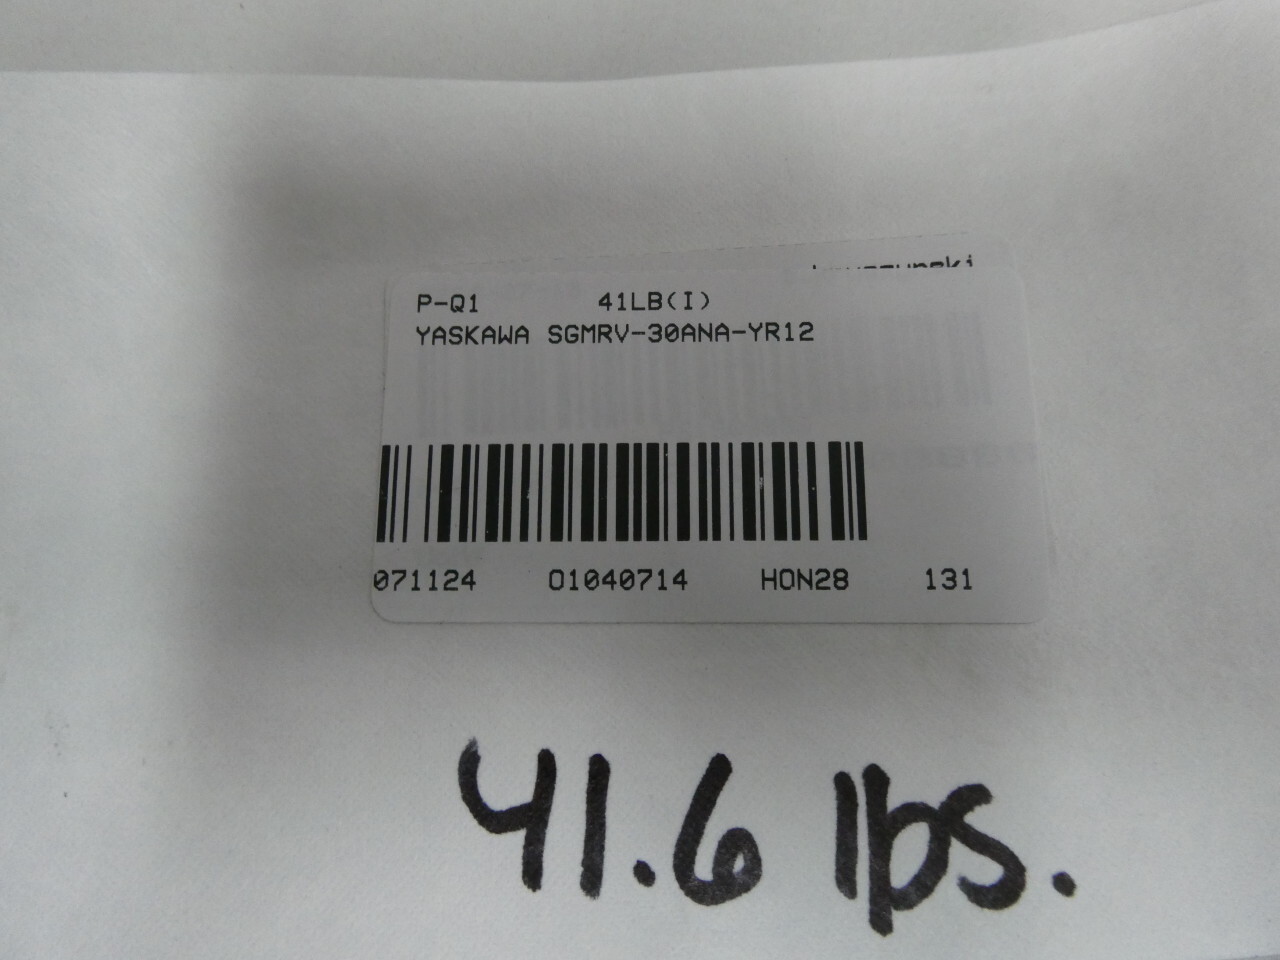 P-Q1 41LB(I)
YASKAWA SGMRV-30ANA-YR12
071124 01040714 HON28 131
41.6 lbs.